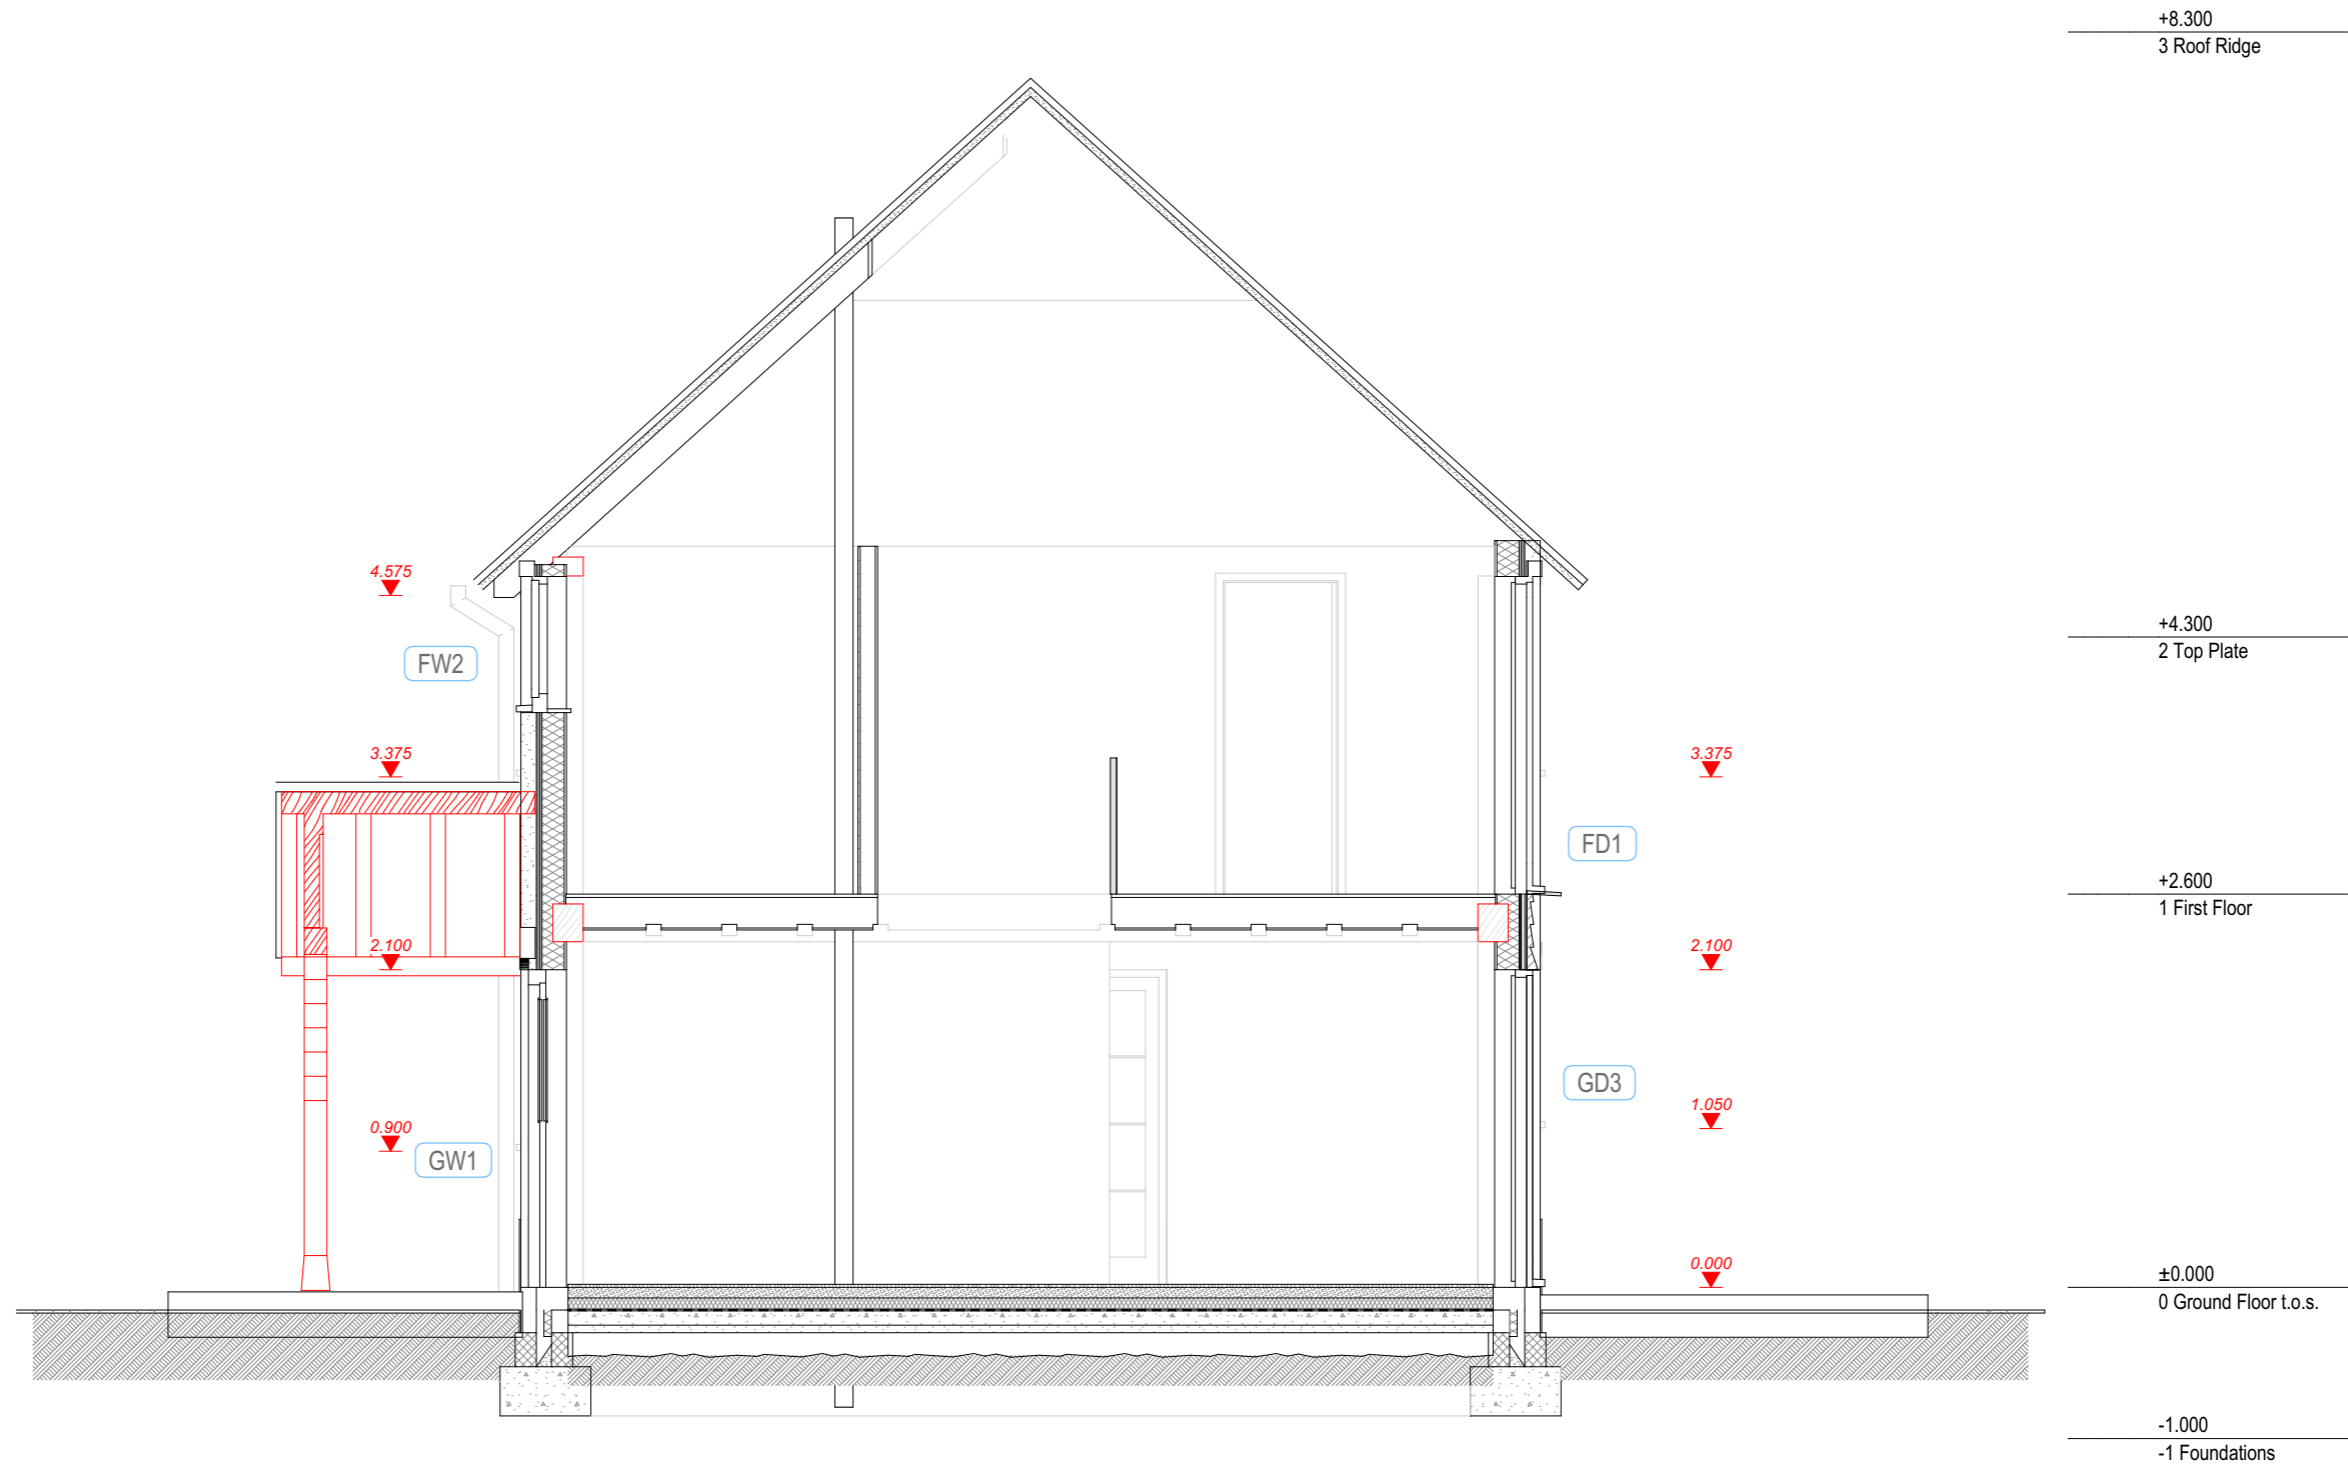 +8.300
3 Roof Ridge
4.575
+4.300
FW2
2 Top Plate
3.375
3.375
FD1
+2.600
1 First Floor
2.100
2.100
GD3
1.050
0.900
GW1
0.000
±0.000
0 Ground Floor t.o.s.
-1.000
-1 Foundations